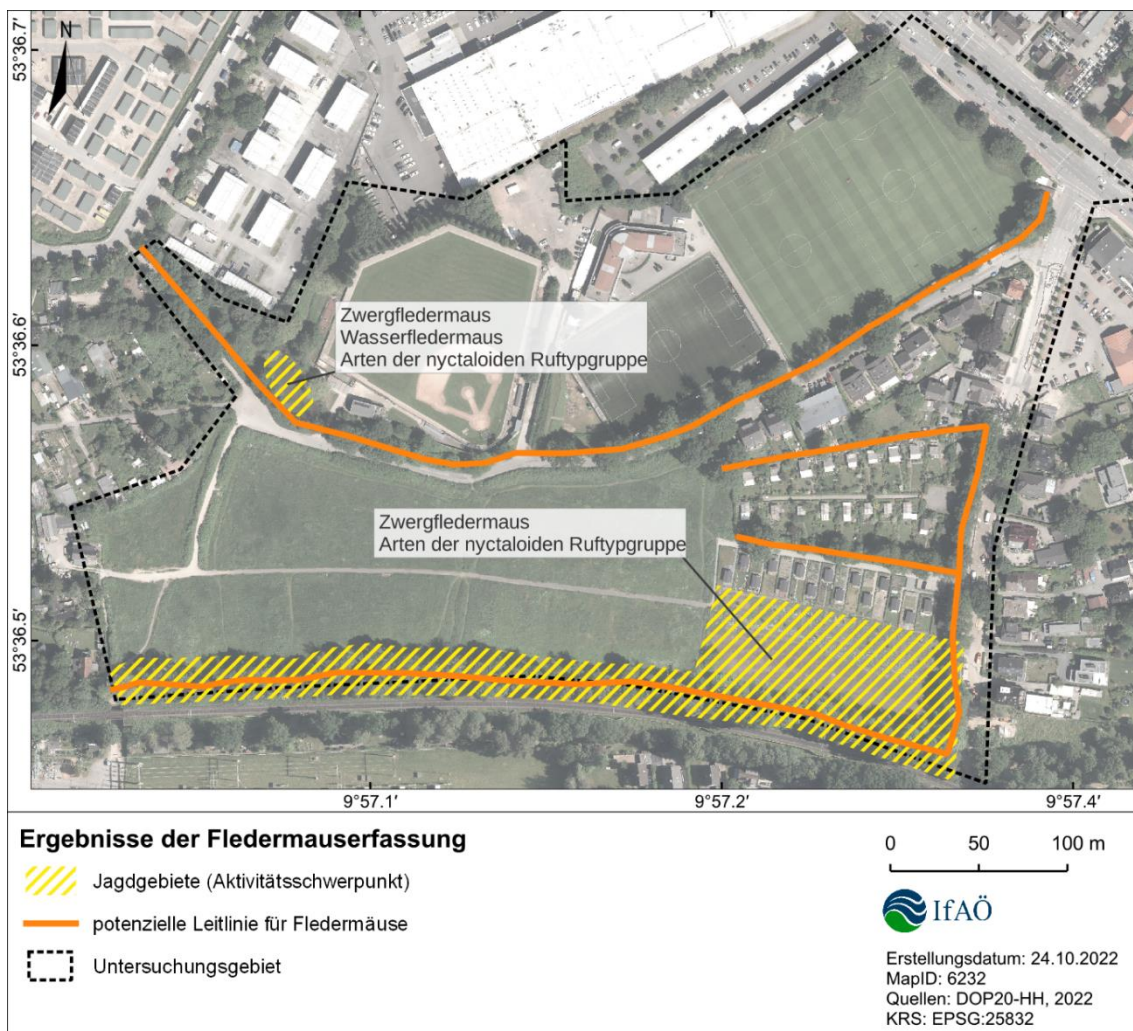 N
53°36.7'
53°36.6'
53°36.5'
Zwergfledermaus
Wasserfledermaus
Arten der nyctaloiden Ruftypgruppe
Zwergfledermaus
Arten der nyctaloiden Ruftypgruppe
9°57.1'
9°57.2'
9°57.4'
Ergebnisse der Fledermauserfassung
Jagdgebiete (Aktivitätsschwerpunkt)
potenzielle Leitlinie für Fledermäuse
Untersuchungsgebiet
0 50 100 m
IfAÖ
Erstellungsdatum: 24.10.2022
MapID: 6232
Quellen: DOP20-HH, 2022
KRS: EPSG:25832